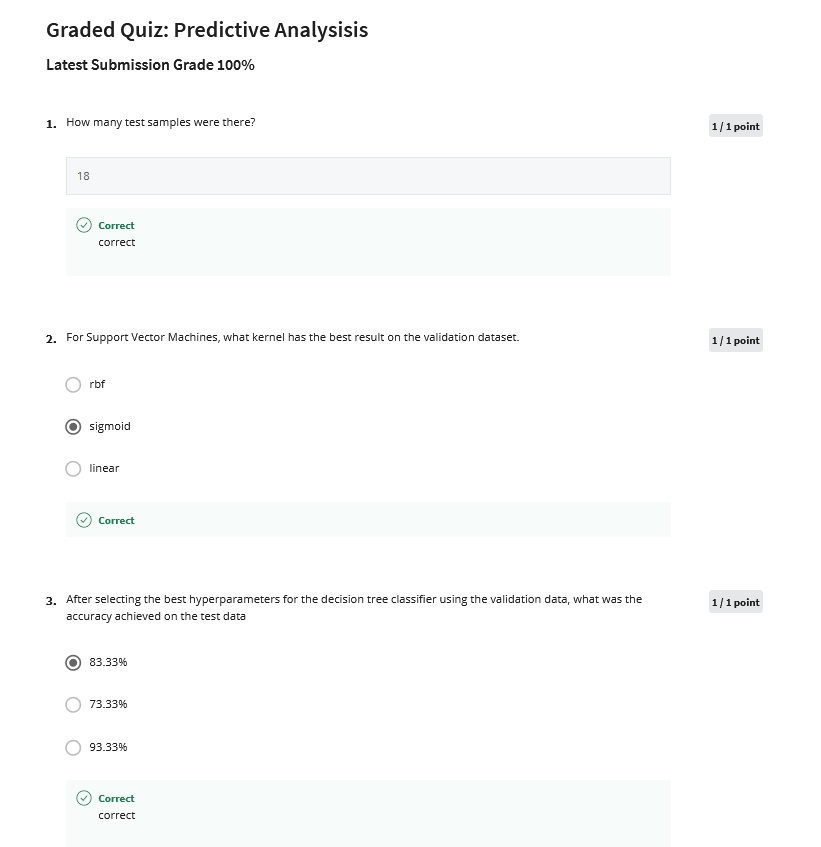 Graded Quiz: Predictive Analysisis
Latest Submission Grade 100%
1. How many test samples were there?
1 / 1 point
18
Correct
correct
2. For Support Vector Machines, what kernel has the best result on the validation dataset.
1 / 1 point
rbf
sigmoid
linear
Correct
3. After selecting the best hyperparameters for the decision tree classifier using the validation data, what was the
accuracy achieved on the test data
1 / 1 point
83.33%
73.33%
93.33%
Correct
correct